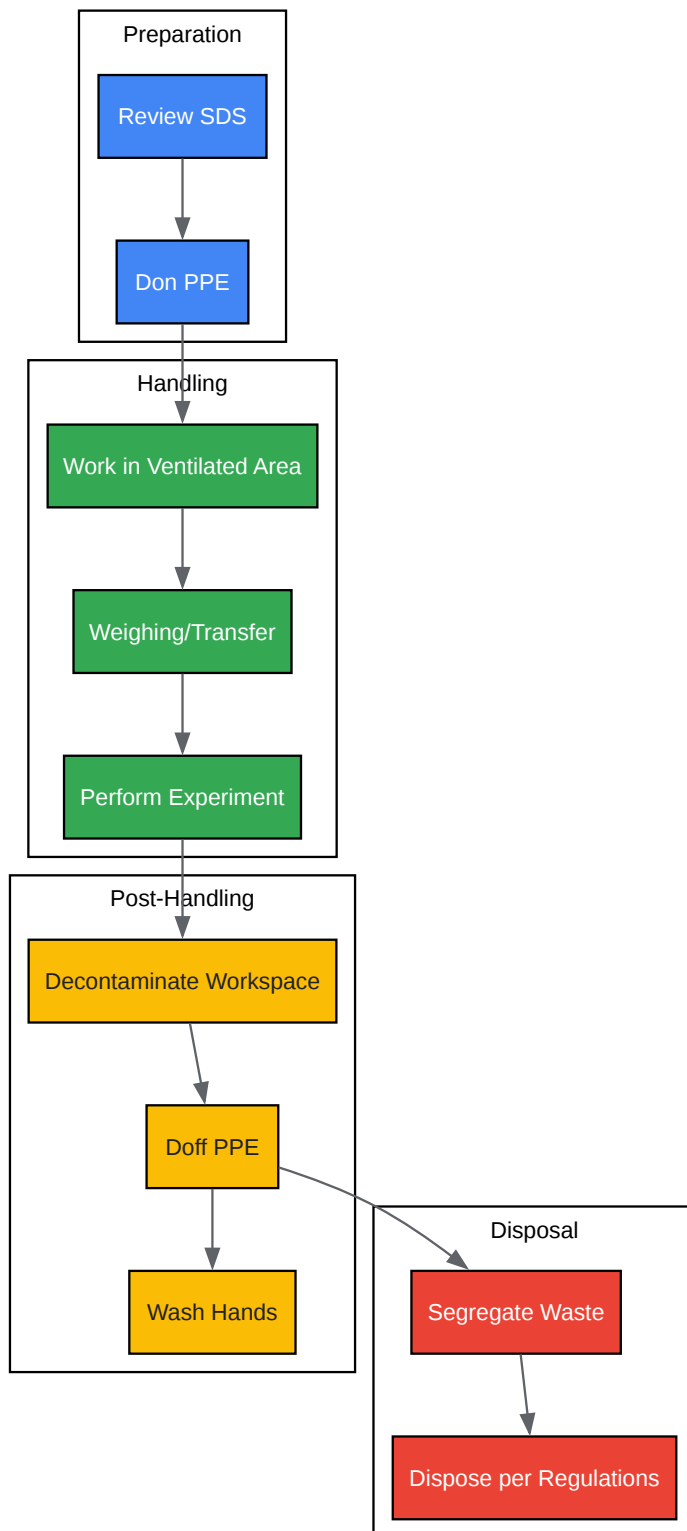 Preparation
Review SDS
Don PPE
Handling
Work in Ventilated Area
Weighing/Transfer
Perform Experiment
Post-Handling
Decontaminate Workspace
Doff PPE
Wash Hands
Disposal
Segregate Waste
Dispose per Regulations